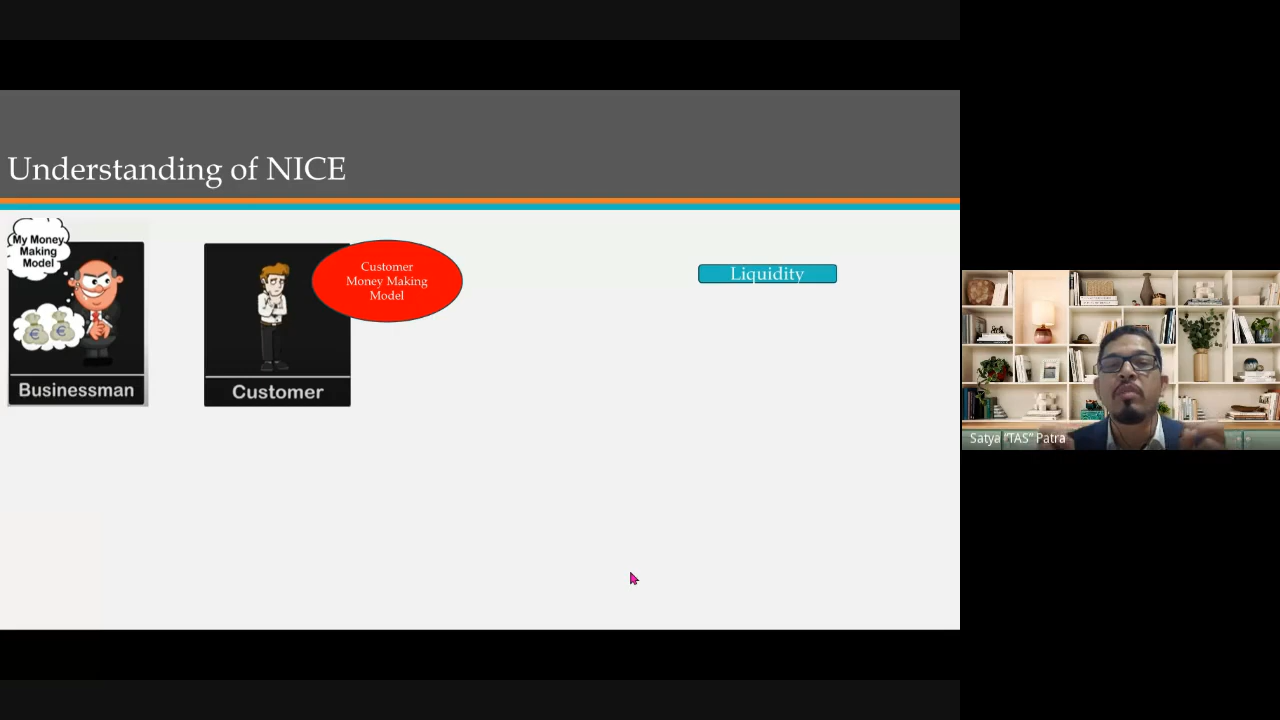 Understanding of NICE
My Money
Making
Model
Businessman
Customer
Customer
Money Making
Model
Liquidity
Satya "TAS" Patra